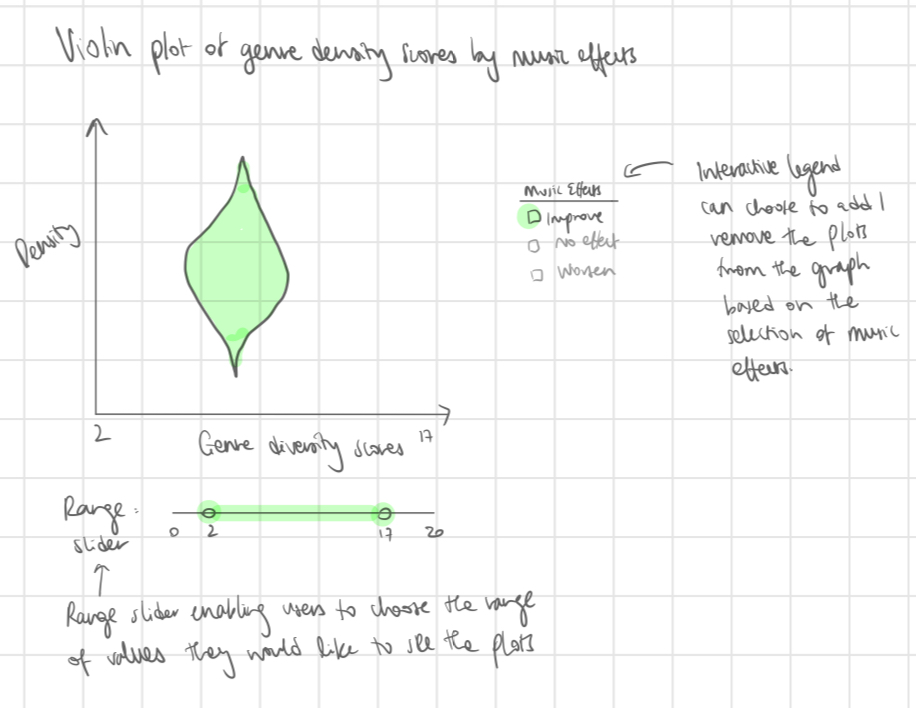 Violin plot of genre density scores by music effects
Density
2
17
Genre diversity scores
Music Effects
Improve
No effect
Worsen
Interactive legend
can choose to add /
remove the plots
from the graph
based on the
selection of music
effects.
Range :
slider
0
2
17
20
Range slider enabling users to choose the range
of values they would like to see the plots